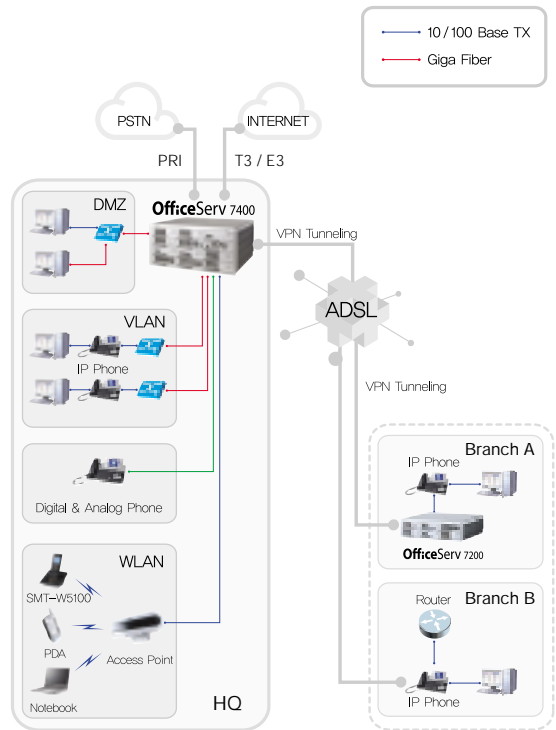 10/100 Base TX
Giga Fiber
PSTN
INTERNET
PRI
T3/E3
DMZ
OfficeServ 7400
VPN Tunneling
ADSL
VLAN
IP Phone
VPN Tunneling
Digital & Analog Phone
Branch A
IP Phone
OfficeServ 7200
WLAN
SMT-W5100
PDA
Access Point
Notebook
HQ
Branch B
Router
IP Phone